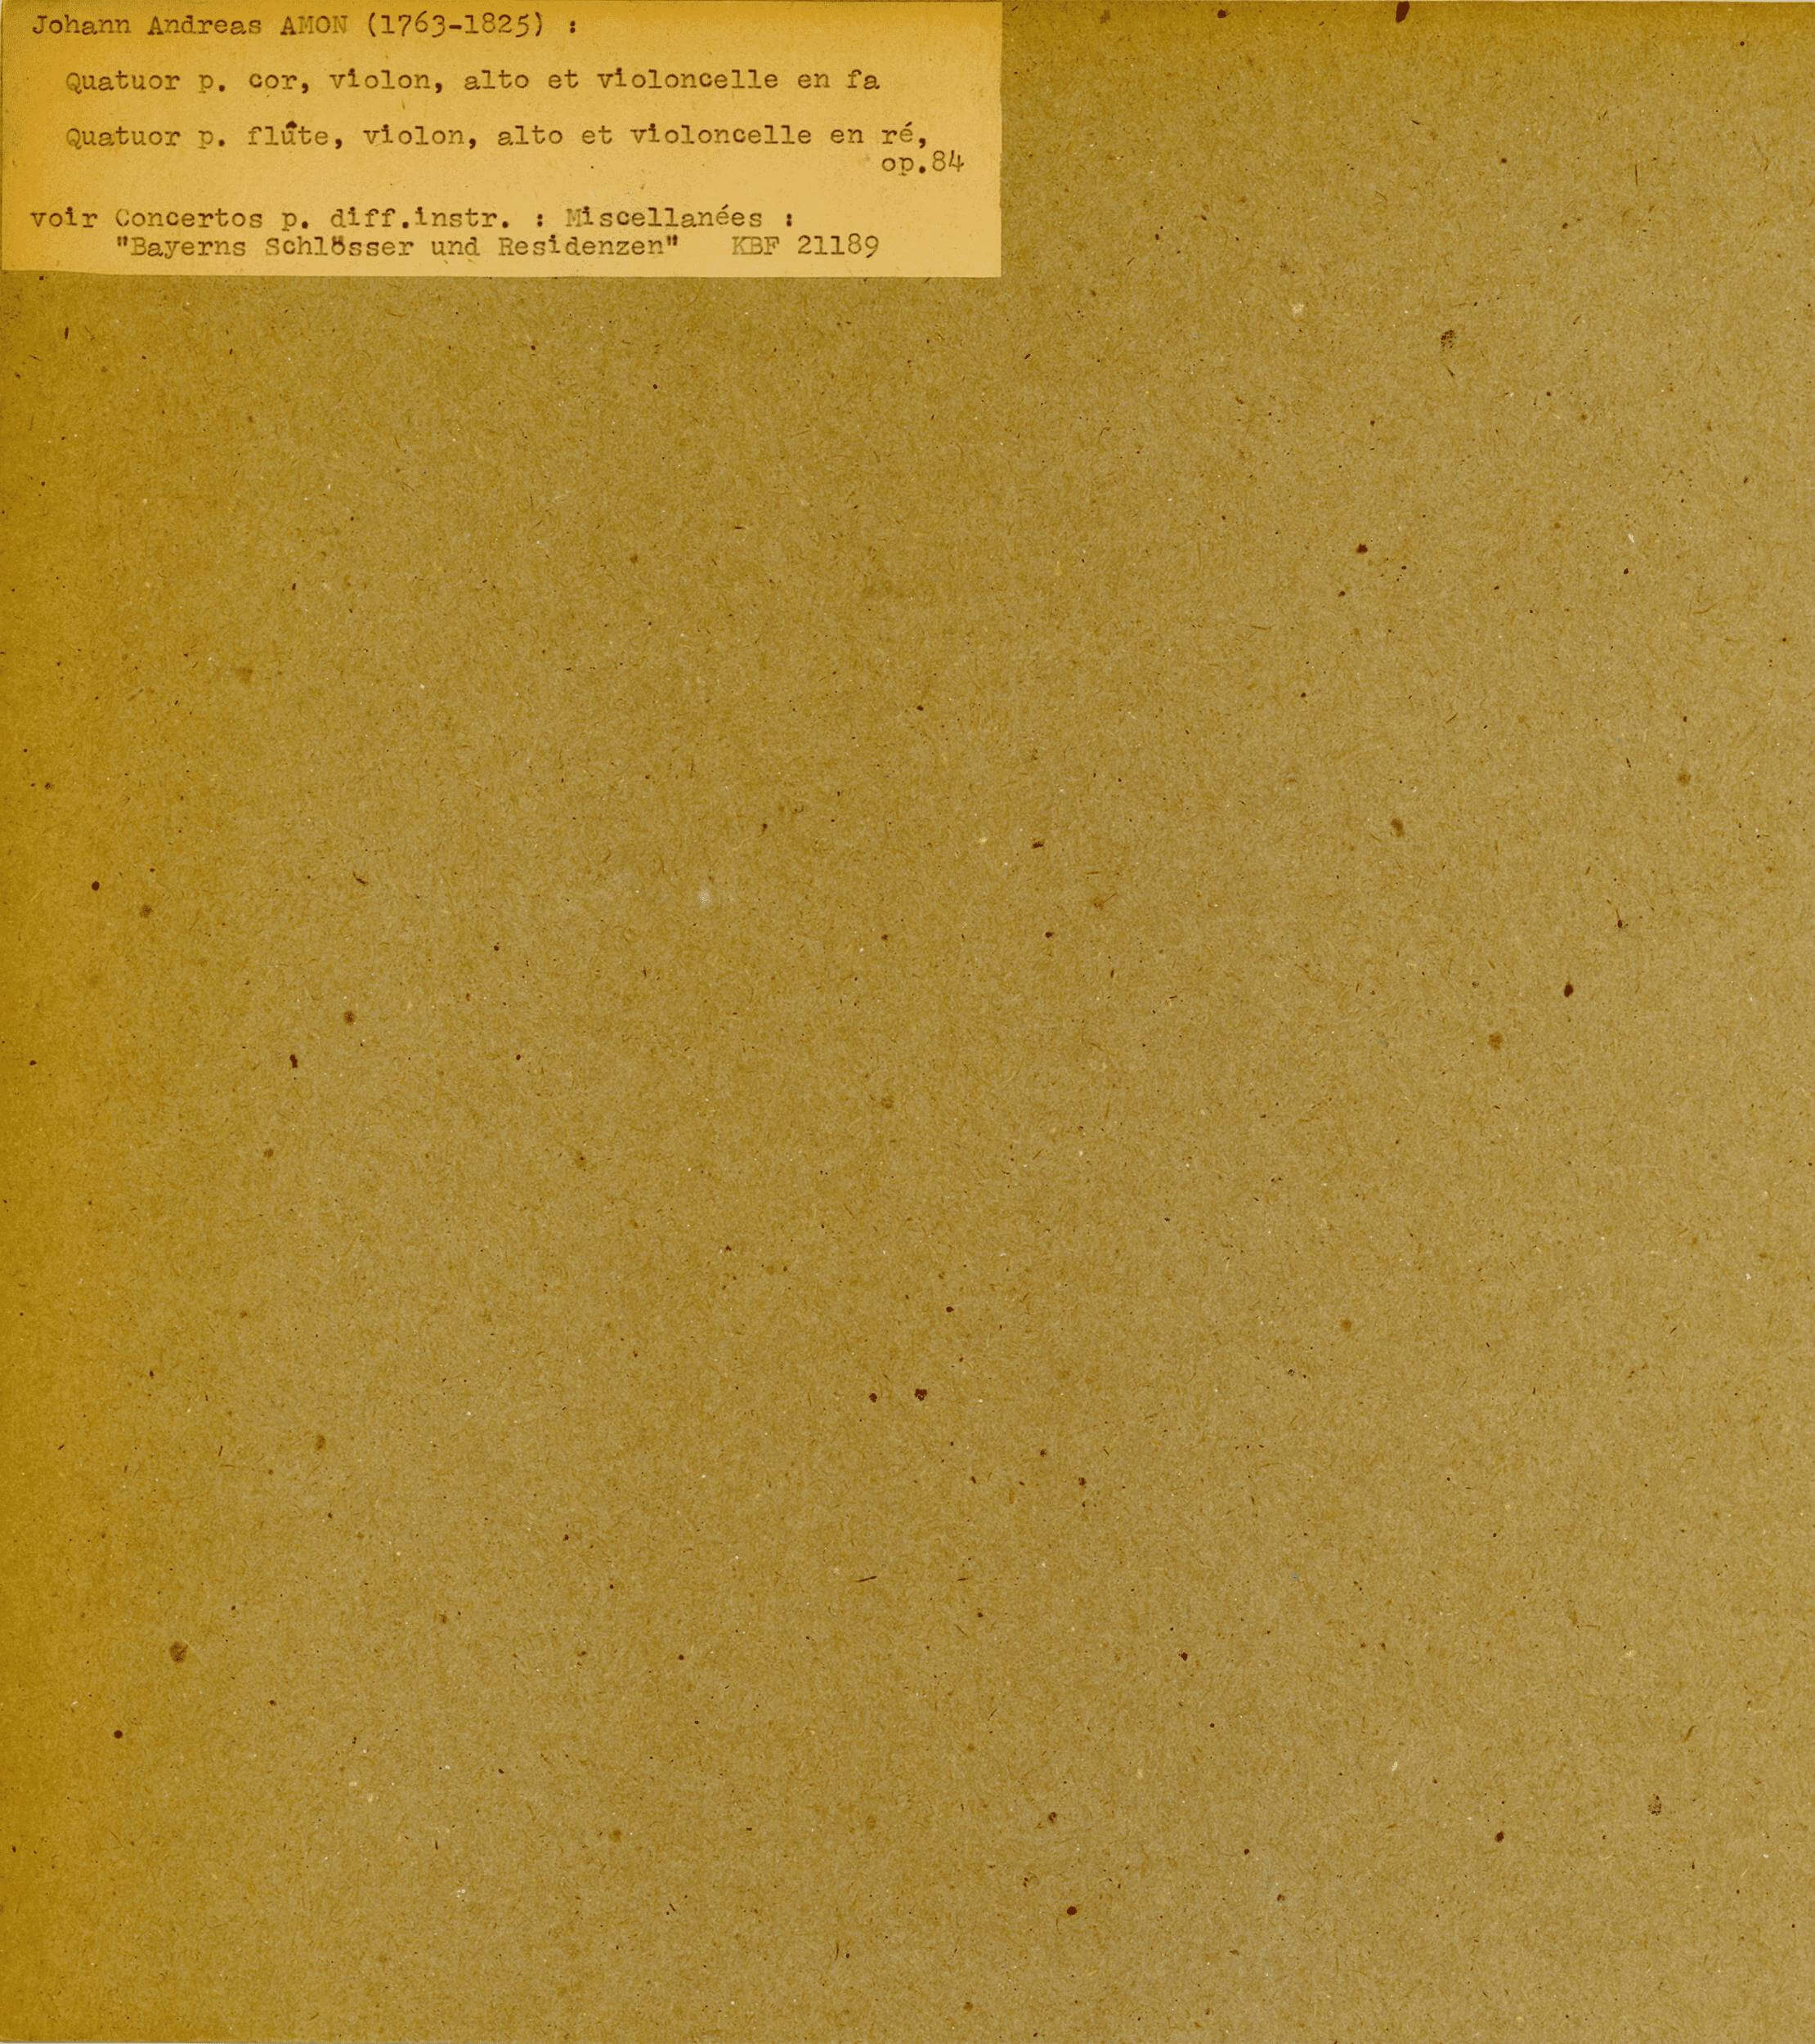 Johann Andreas AMON (1763-1825) :
Quatuor p. cor, violon, alto et violoncelle en fa
Quatuor p. flûte, violon, alto et violoncelle en ré,
op.84
voir Concertos p. diff.instr. : Miscellanées :
"Bayerns Schlösser und Residenzen" KBF 21189